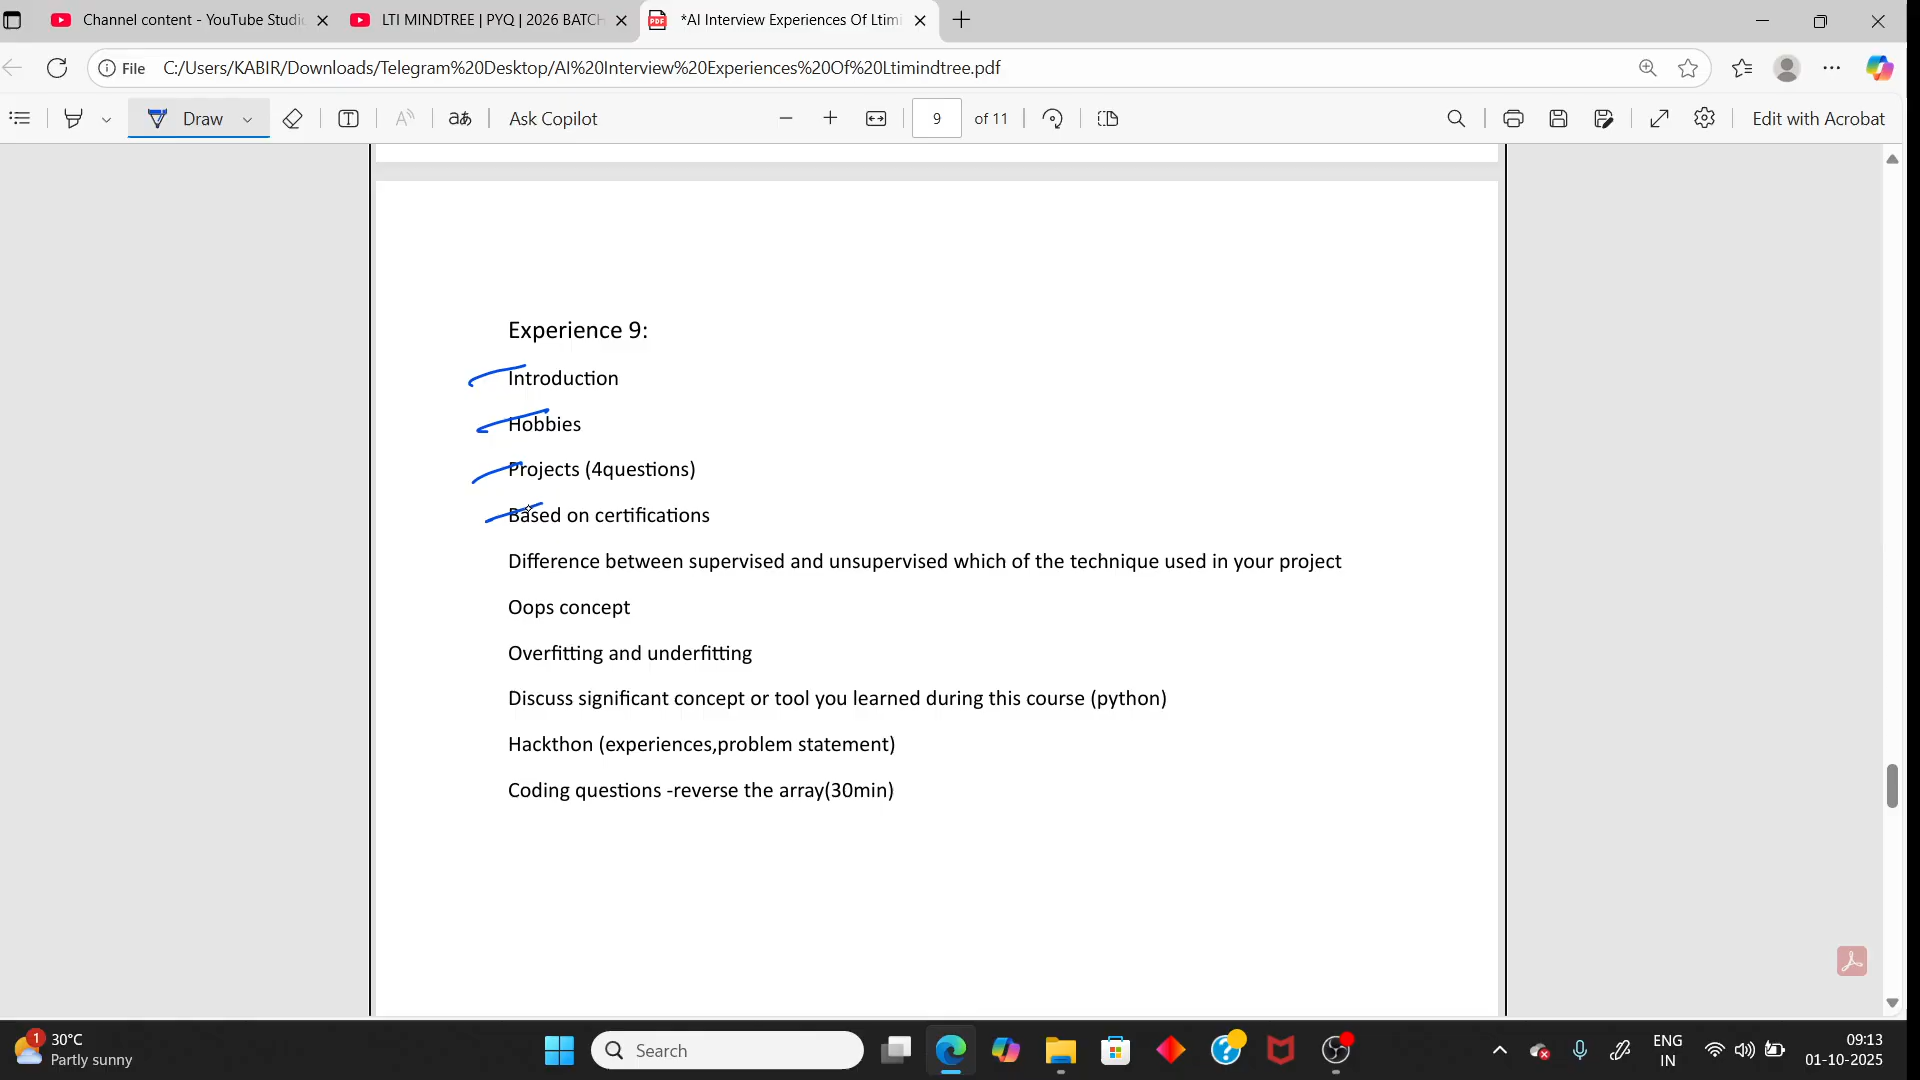 Channel content - YouTube Studi
LTI MINDTREE | PYQ | 2026 BATCH
*AI Interview Experiences Of Ltimi
File
C:/Users/KABIR/Downloads/Telegram%20Desktop/AI%20Interview%20Experiences%20Of%20Ltimindtree.pdf
Draw
Ask Copilot
9 of 11
Edit with Acrobat
Experience 9:
Introduction
Hobbies
Projects (4questions)
Based on certifications
Difference between supervised and unsupervised which of the technique used in your project
Oops concept
Overfitting and underfitting
Discuss significant concept or tool you learned during this course (python)
Hackthon (experiences,problem statement)
Coding questions -reverse the array(30min)
1
30°C
Partly sunny
Search
ENG
IN
09:13
01-10-2025